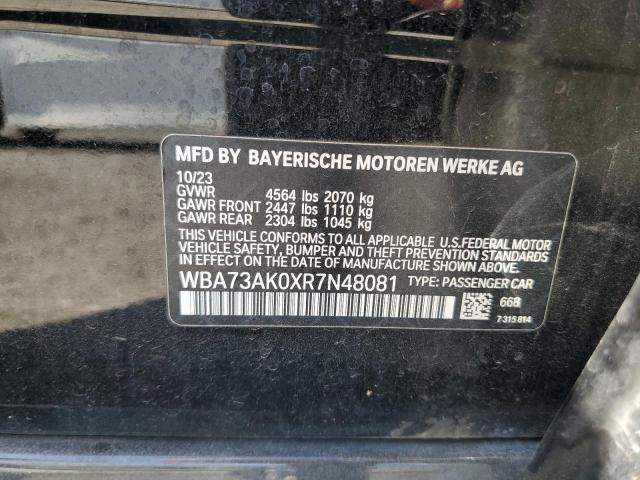 MFD BY BAYERISCHE MOTOREN WERKE AG
10/23
GVWR 4564 lbs 2070 kg
GAWR FRONT 2447 lbs 1110 kg
GAWR REAR 2304 lbs 1045 kg
THIS VEHICLE CONFORMS TO ALL APPLICABLE U.S.FEDERAL MOTOR
VEHICLE SAFETY, BUMPER AND THEFT PREVENTION STANDARDS
IN EFFECT ON THE DATE OF MANUFACTURE SHOWN ABOVE.
WBA73AK0XR7N48081 TYPE: PASSENGER CAR
668
7 315 814